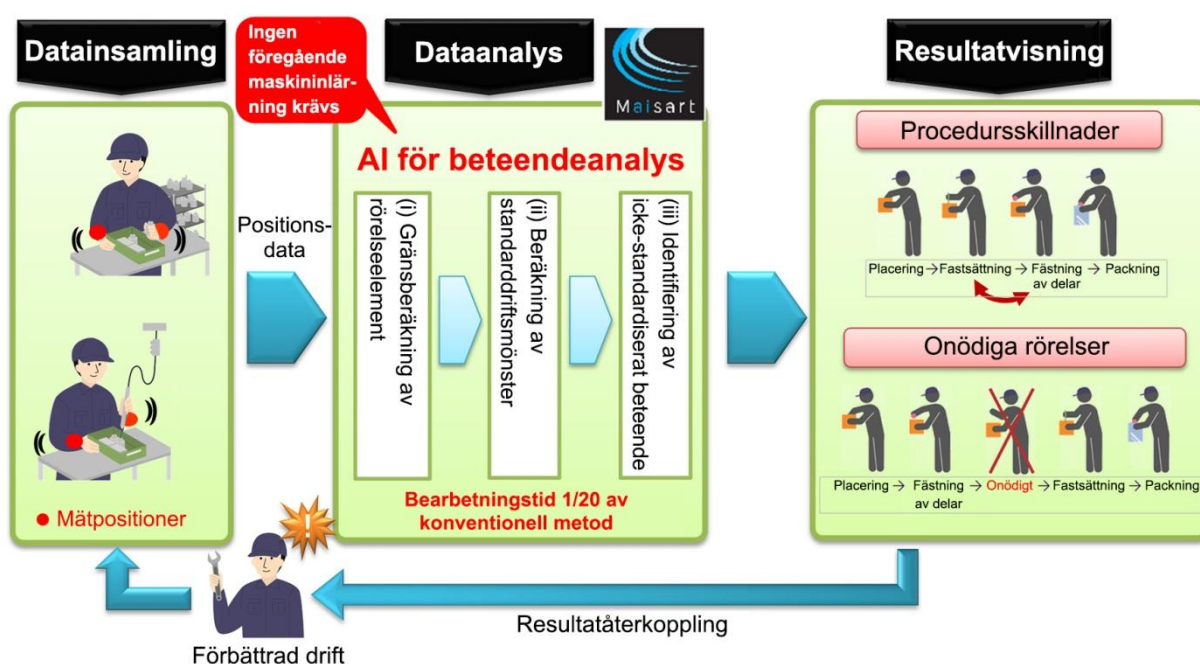 Datainsamling
Ingen
föregående
maskininlär-
ning krävs
Dataanalys
Maisart
Resultatvisning
Positions-
data
Mätpositioner
AI för beteendeanalys
(i) Gränsberäkning av
rörelseelement
(ii) Beräkning av
standarddriftsmönster
(iii) Identifiering av
icke-standardiserat beteende
Bearbetningstid 1/20 av
konventionell metod
Procedursskillnader
Placering → Fastsättning → Fästning → Packning
av delar
Onödiga rörelser
Placering → Fästning → Onödigt → Fastsättning → Packning
av delar
Resultatåterkoppling
Förbättrad drift